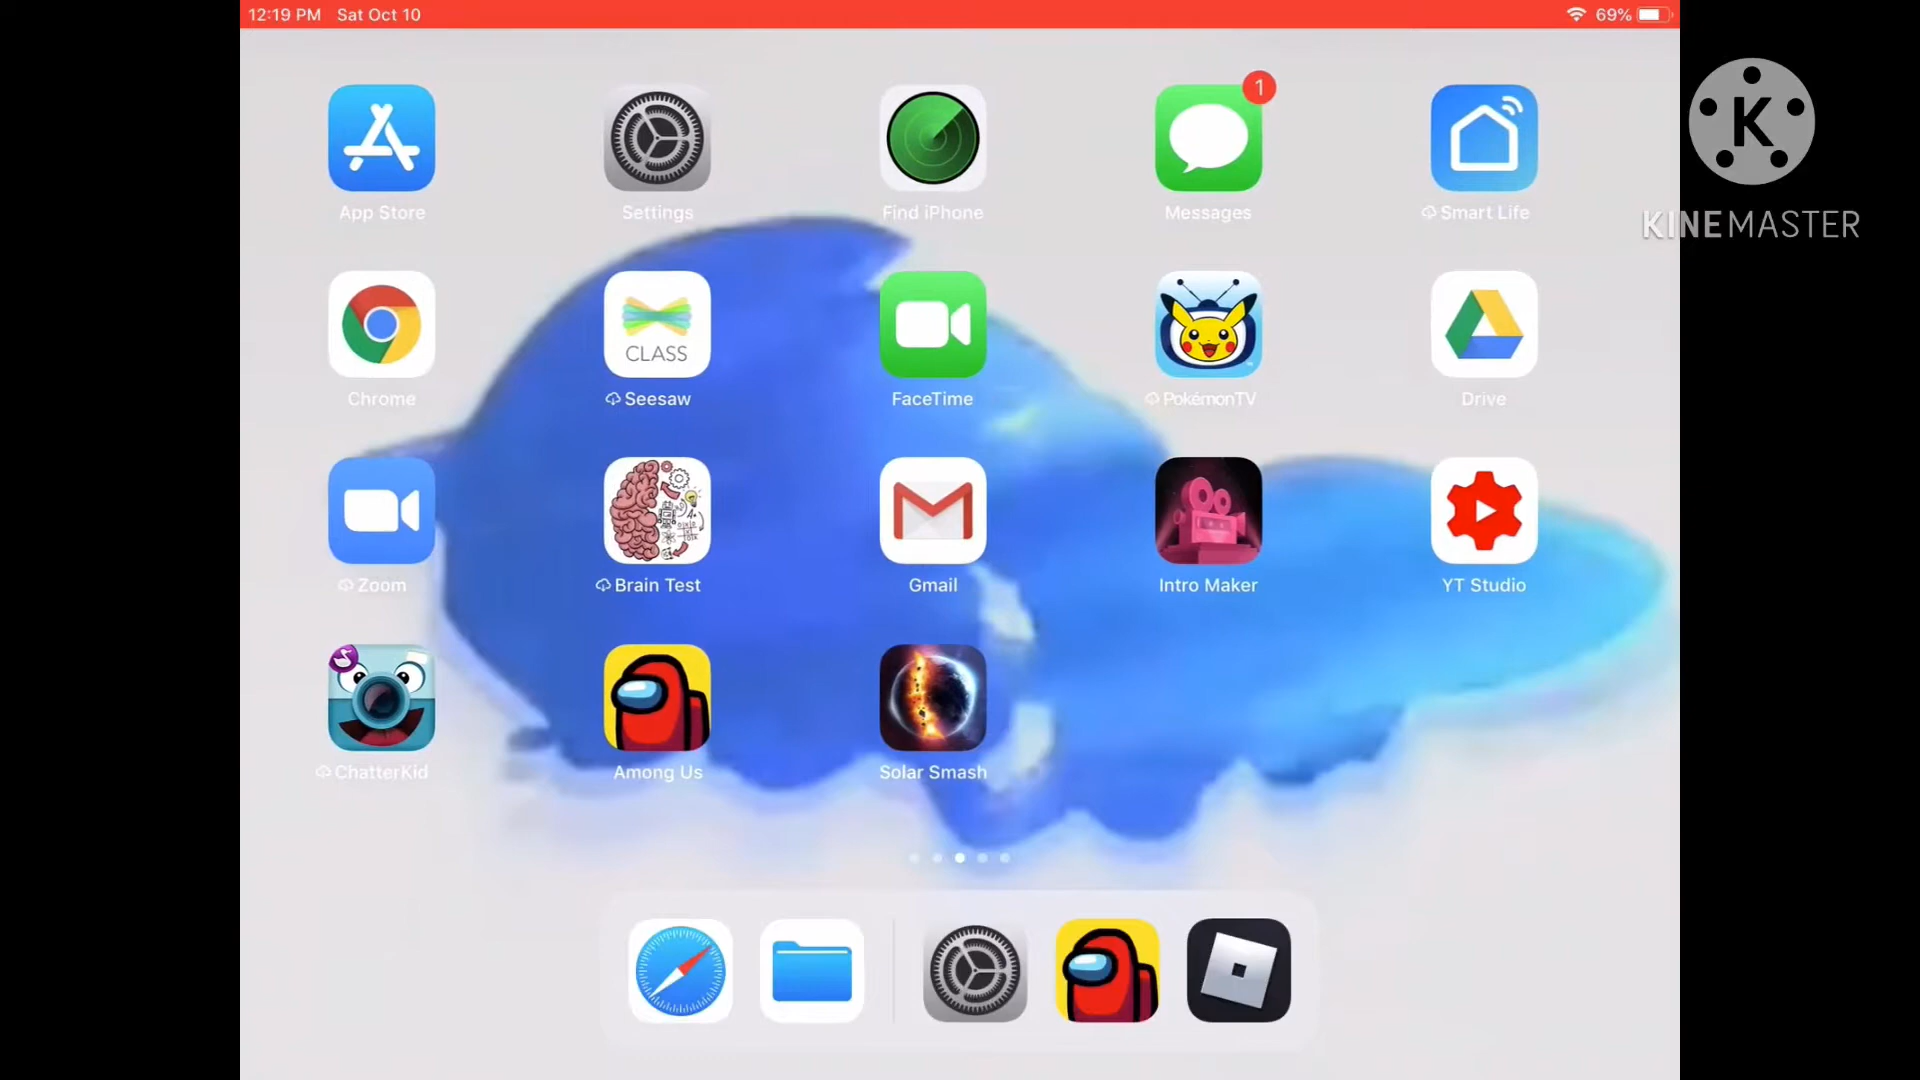 12:19 PM Sat Oct 10
69%
1
K
KINEMASTER
App Store
Settings
Find iPhone
Messages
Smart Life
CLASS
Chrome
Seesaw
FaceTime
PokémonTV
Drive
Zoom
Brain Test
Gmail
Intro Maker
YT Studio
ChatterKid
Among Us
Solar Smash